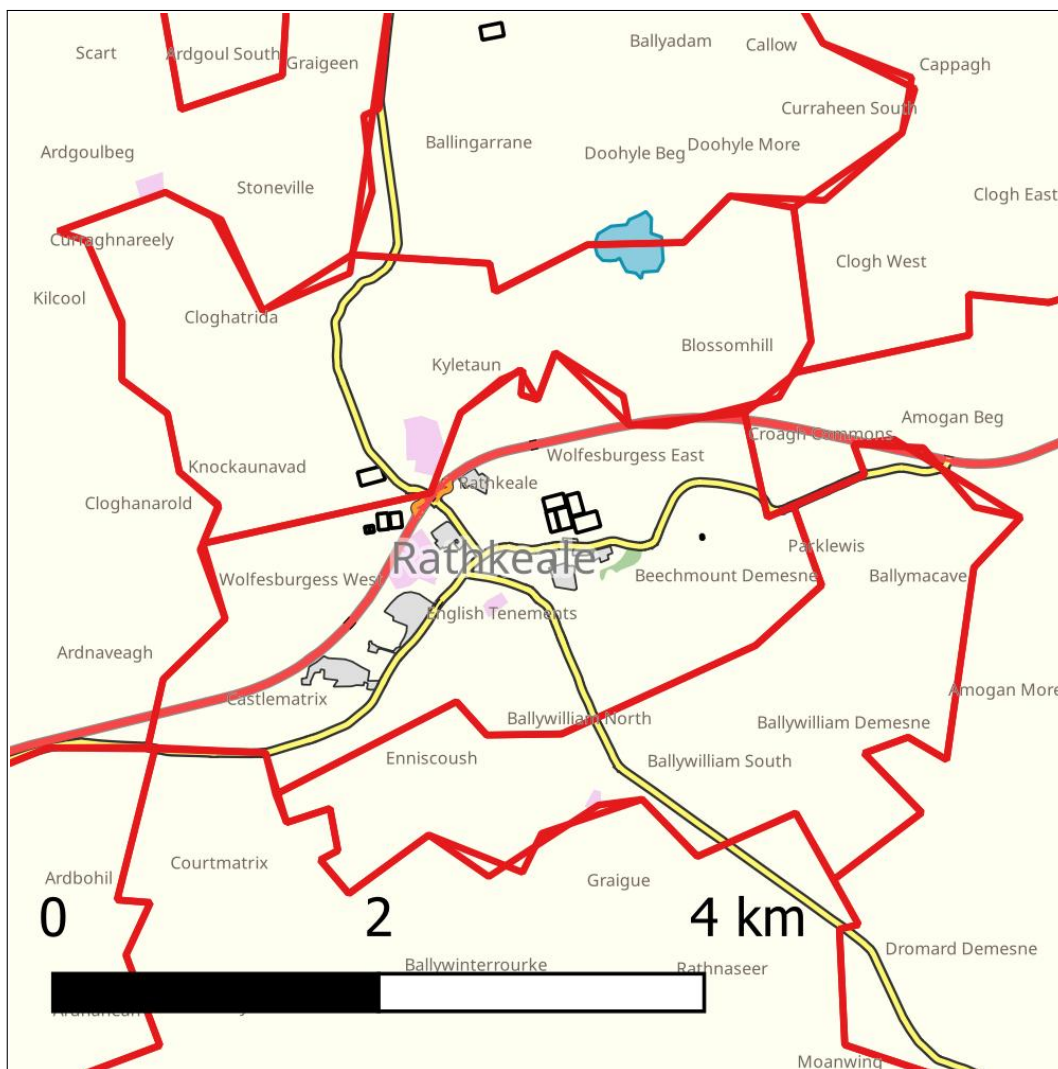 Scart
Ardgoul South
Graigeen
Ballyadam
Callow
Cappagh
Curraheen South
Ardgoulbeg
Ballingarrane
Doohyle Beg
Doohyle More
Stoneville
Clogh East
Curraghnareely
Clogh West
Kilcool
Cloghatrida
Kyletaun
Blossomhill
Amogan Beg
Croagh Commons
Knockaunavad
Wolfesburgess East
Cloghanarold
Rathkeale
Rathkeale
Parklewis
Wolfesburgess West
Beechmount Demesne
Ballymacave
English Tenements
Ardnaveagh
Castlematrix
Amogan More
Ballywilliam North
Ballywilliam Demesne
Enniscoush
Ballywilliam South
Courtmatrix
Ardbohil
Graigue
0
2
4 km
Dromard Demesne
Ballywinterrourke
Rathnaseer
Moanwing